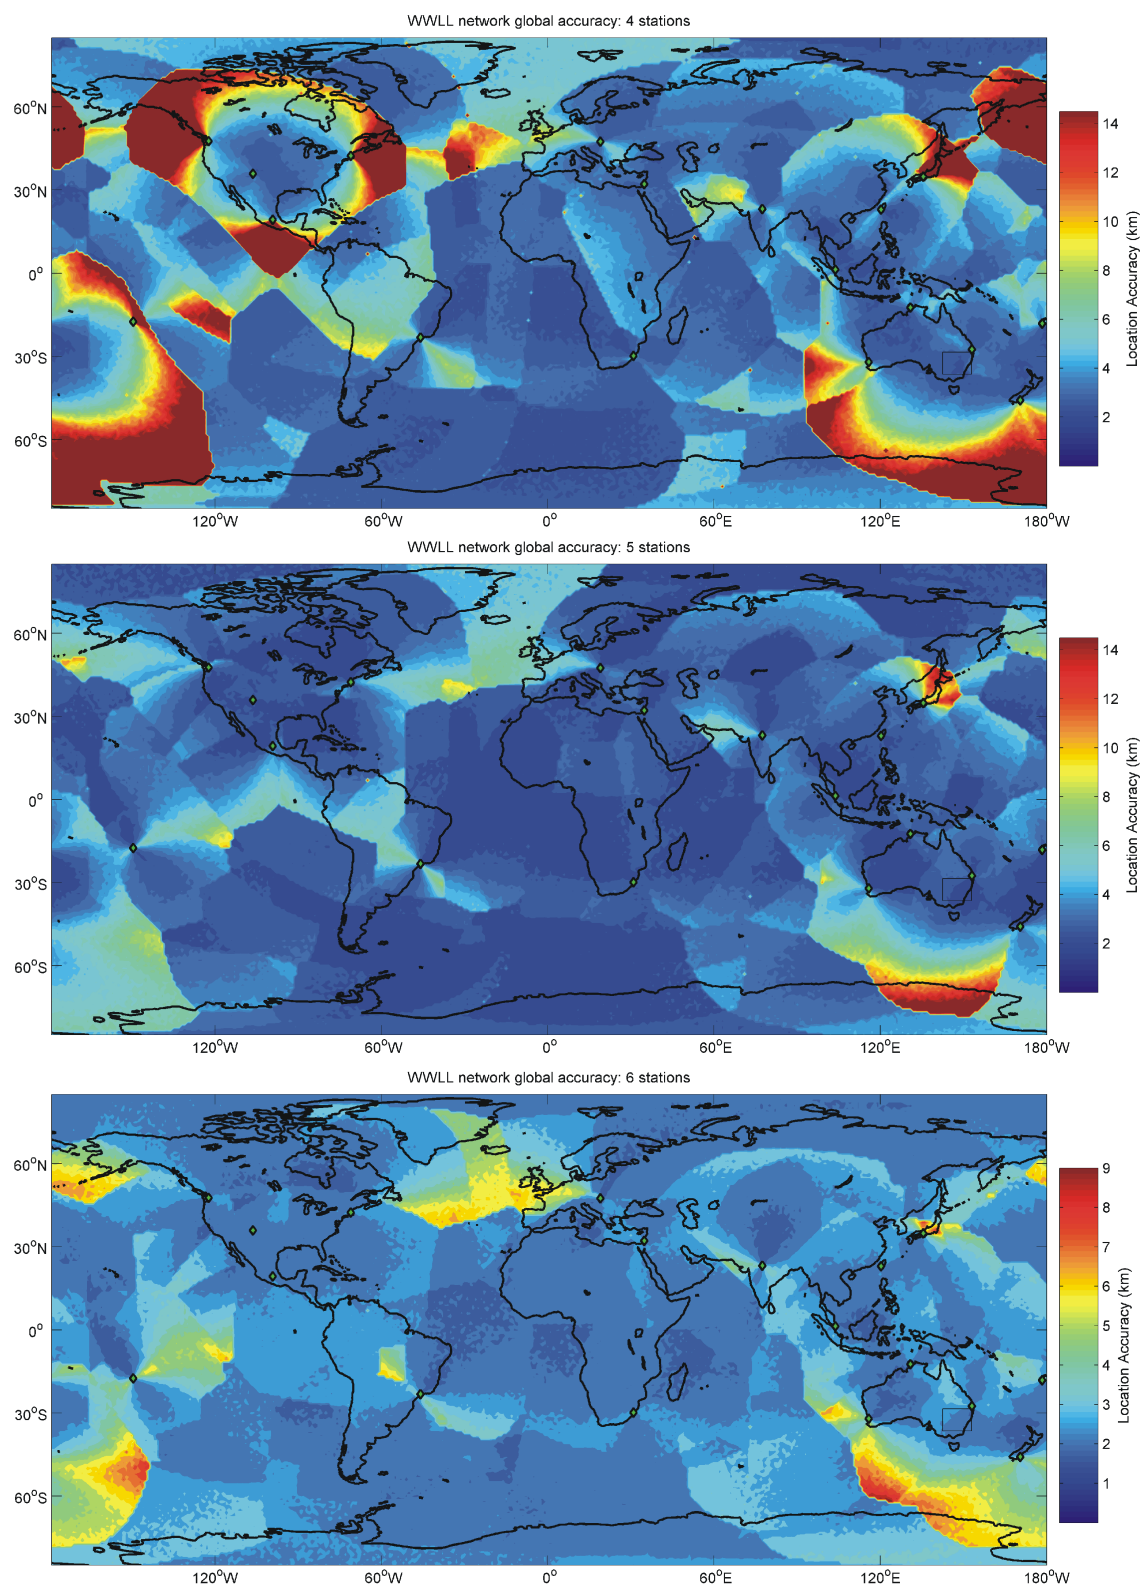 WWLL network global accuracy: 4 stations
60°N
30°N
0°
30°S
60°S
120°W 60°W 0° 60°E 120°E 180°W
14
12
10
8
6
4
2
Location Accuracy (km)
WWLL network global accuracy: 5 stations
60°N
30°N
0°
30°S
60°S
120°W 60°W 0° 60°E 120°E 180°W
14
12
10
8
6
4
2
Location Accuracy (km)
WWLL network global accuracy: 6 stations
60°N
30°N
0°
30°S
60°S
120°W 60°W 0° 60°E 120°E 180°W
9
8
7
6
5
4
3
2
1
Location Accuracy (km)